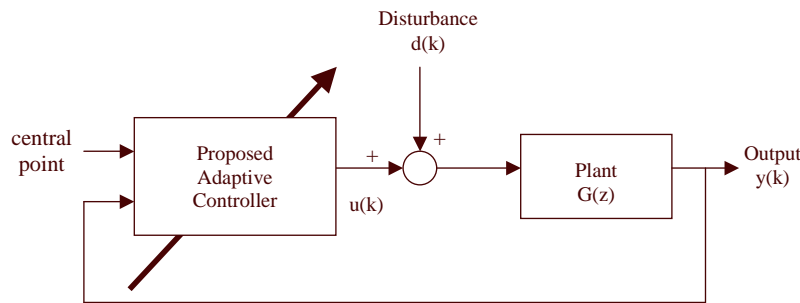 Disturbance
d(k)
central
point
Proposed
Adaptive
Controller
+
+
u(k)
Plant
G(z)
Output
y(k)